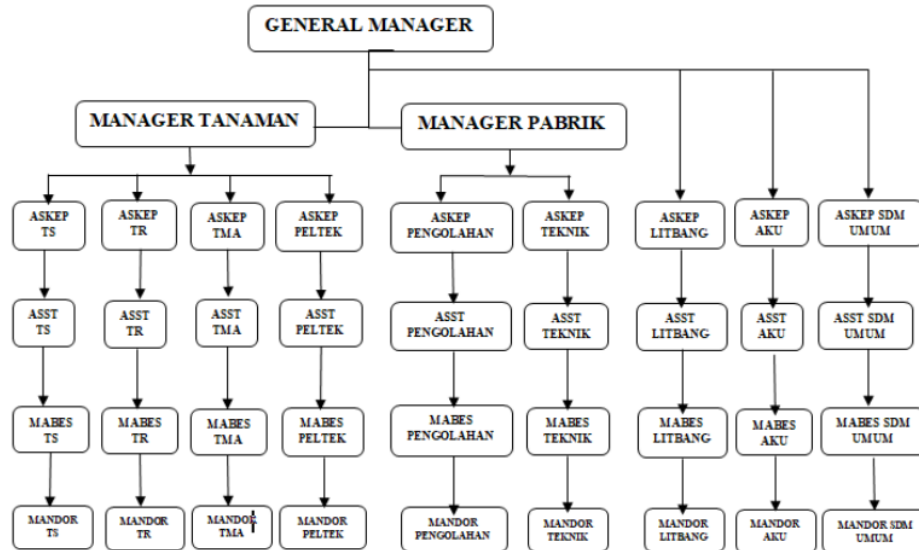 GENERAL MANAGER
MANAGER TANAMAN
MANAGER PABRIK
ASKEP
TS
ASKEP
TR
ASKEP
TMA
ASKEP
PELTEK
ASKEP
PENGOLAHAN
ASKEP
TEKNIK
ASKEP
LITBANG
ASKEP
AKU
ASKEP SDM
UMUM
ASST
TS
ASST
TR
ASST
TMA
ASST
PELTEK
ASST
PENGOLAHAN
ASST
TEKNIK
ASST
LITBANG
ASST
AKU
ASST SDM
UMUM
MABES
TS
MABES
TR
MABES
TMA
MABES
PELTEK
MABES
PENGOLAHAN
MABES
TEKNIK
MABES
LITBANG
MABES
AKU
MABES SDM
UMUM
MANDOR
TS
MANDOR
TR
MANDOR
TMA
MANDOR
PELTEK
MANDOR
PENGOLAHAN
MANDOR
TEKNIK
MANDOR
LITBANG
MANDOR
AKU
MANDOR SDM
UMUM